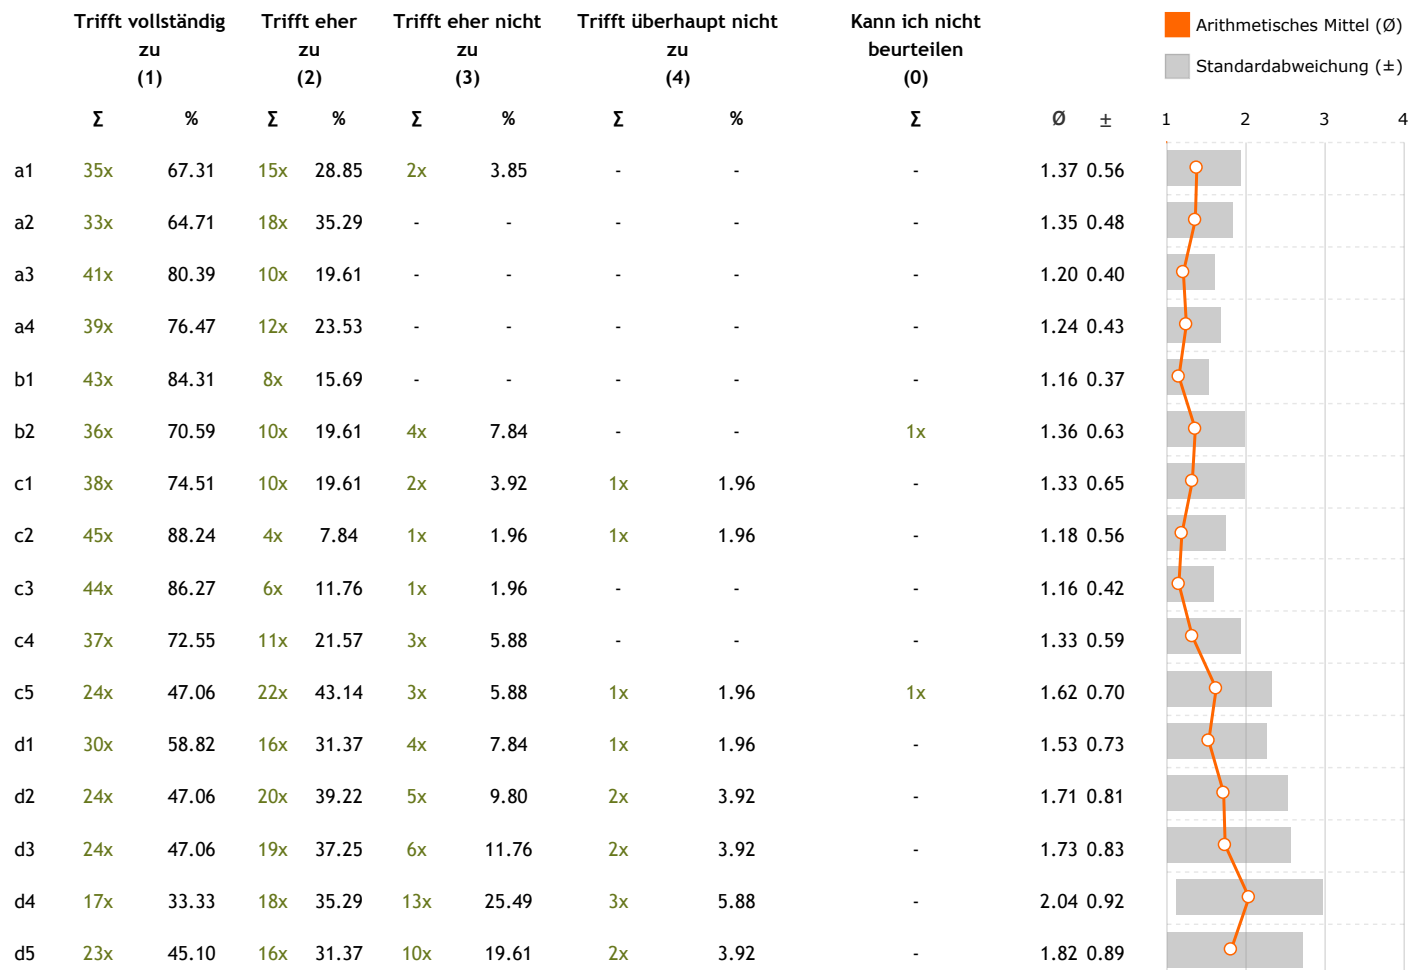 Trifft vollständig zu (1) Trifft eher zu (2) Trifft eher nicht zu (3) Trifft überhaupt nicht zu (4) Kann ich nicht beurteilen (0)
Arithmetisches Mittel (Ø)
Standardabweichung (±)
Σ % Σ % Σ % Σ % Σ Ø ± 1 2 3 4
a1 35x 67.31 15x 28.85 2x 3.85 - - - 1.37 0.56
a2 33x 64.71 18x 35.29 - - - - - 1.35 0.48
a3 41x 80.39 10x 19.61 - - - - - 1.20 0.40
a4 39x 76.47 12x 23.53 - - - - - 1.24 0.43
b1 43x 84.31 8x 15.69 - - - - - 1.16 0.37
b2 36x 70.59 10x 19.61 4x 7.84 - - 1x 1.36 0.63
c1 38x 74.51 10x 19.61 2x 3.92 1x 1.96 - 1.33 0.65
c2 45x 88.24 4x 7.84 1x 1.96 1x 1.96 - 1.18 0.56
c3 44x 86.27 6x 11.76 1x 1.96 - - - 1.16 0.42
c4 37x 72.55 11x 21.57 3x 5.88 - - - 1.33 0.59
c5 24x 47.06 22x 43.14 3x 5.88 1x 1.96 1x 1.62 0.70
d1 30x 58.82 16x 31.37 4x 7.84 1x 1.96 - 1.53 0.73
d2 24x 47.06 20x 39.22 5x 9.80 2x 3.92 - 1.71 0.81
d3 24x 47.06 19x 37.25 6x 11.76 2x 3.92 - 1.73 0.83
d4 17x 33.33 18x 35.29 13x 25.49 3x 5.88 - 2.04 0.92
d5 23x 45.10 16x 31.37 10x 19.61 2x 3.92 - 1.82 0.89